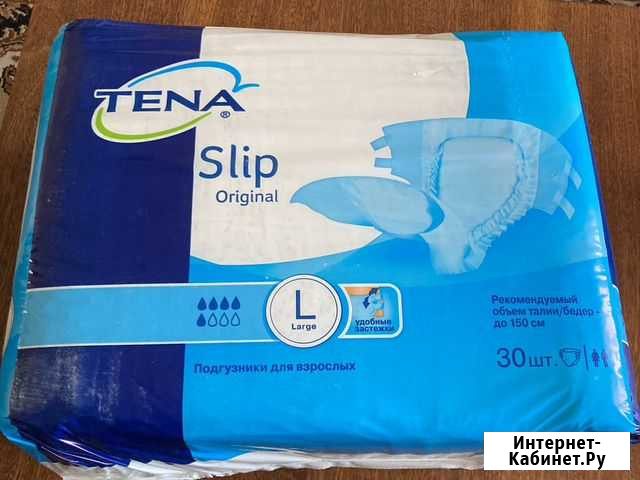 TENA®
Slip
Original
L
Large
удобные
застежки
Рекомендуемый
объем талии/бедер -
до 150 см
Подгузники для взрослых
30 шт.
Интернет-
Кабинет.Ру